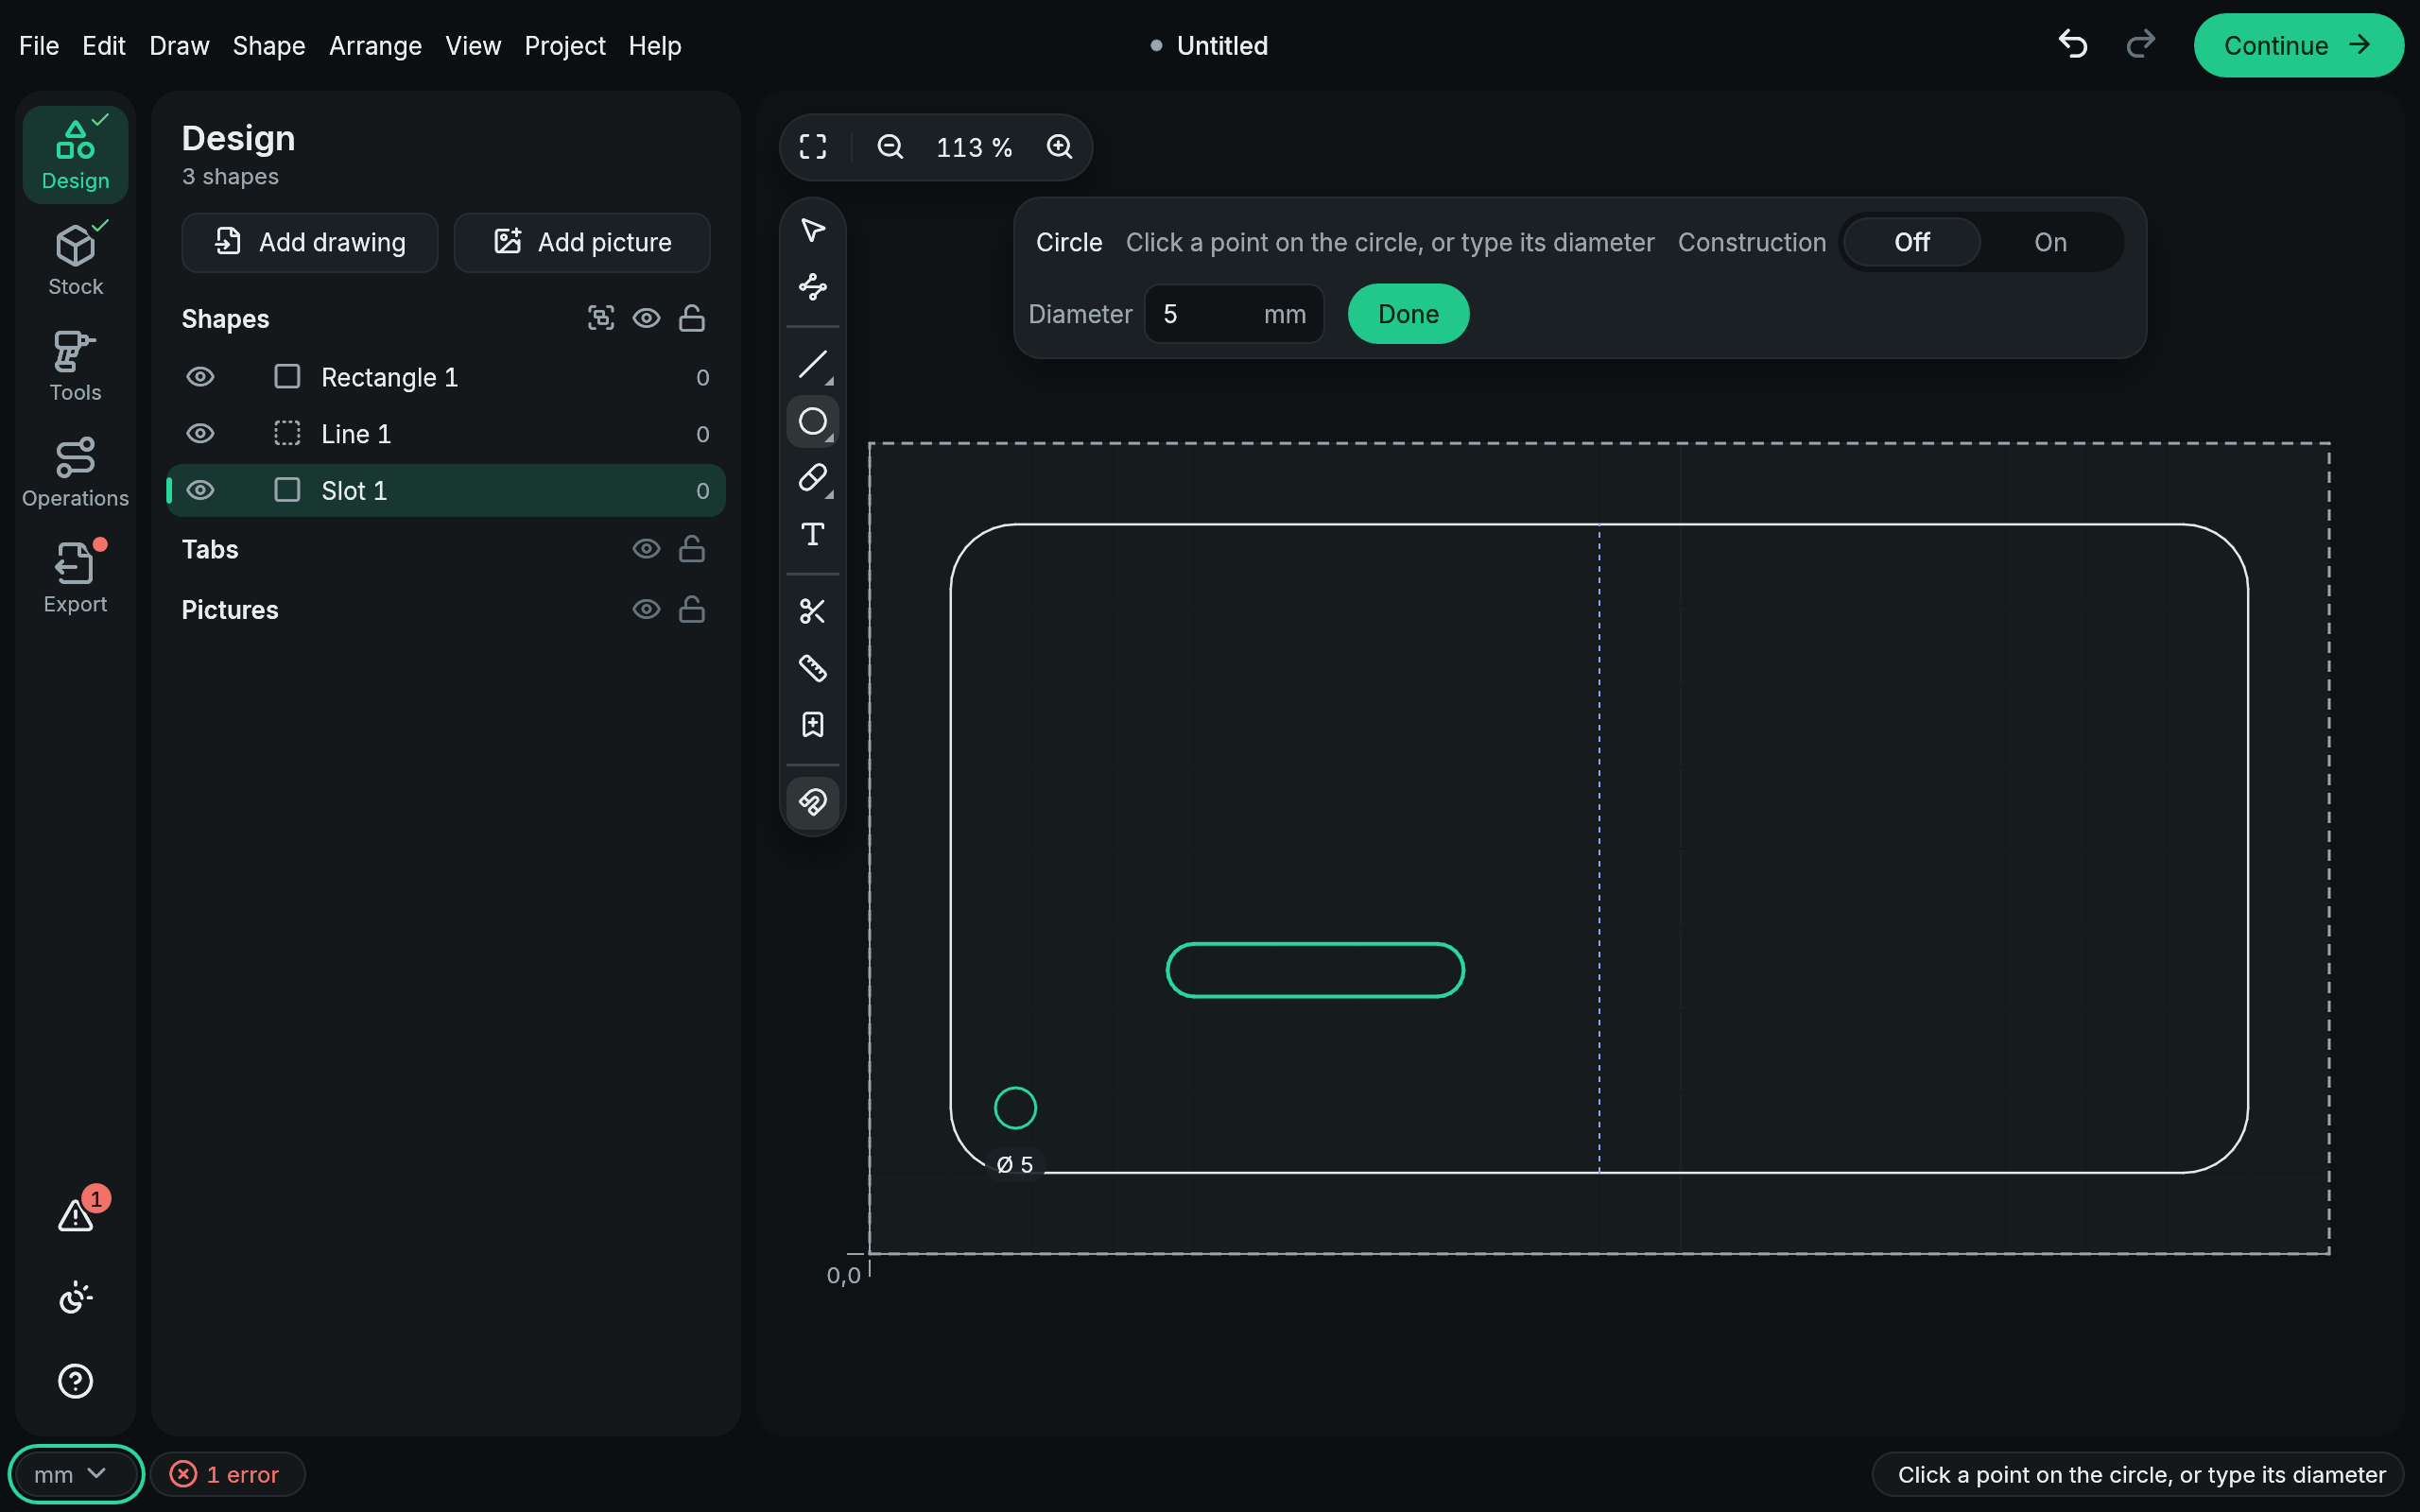 File Edit Draw Shape Arrange View Project Help
Untitled
Continue
Design
Stock
Tools
Operations
Export
1
Design
3 shapes
Add drawing
Add picture
Shapes
Rectangle 1 0
Line 1 0
Slot 1 0
Tabs
Pictures
113 %
Circle Click a point on the circle, or type its diameter Construction Off On
Diameter 5 mm Done
Ø 5
0,0
mm
1 error
Click a point on the circle, or type its diameter